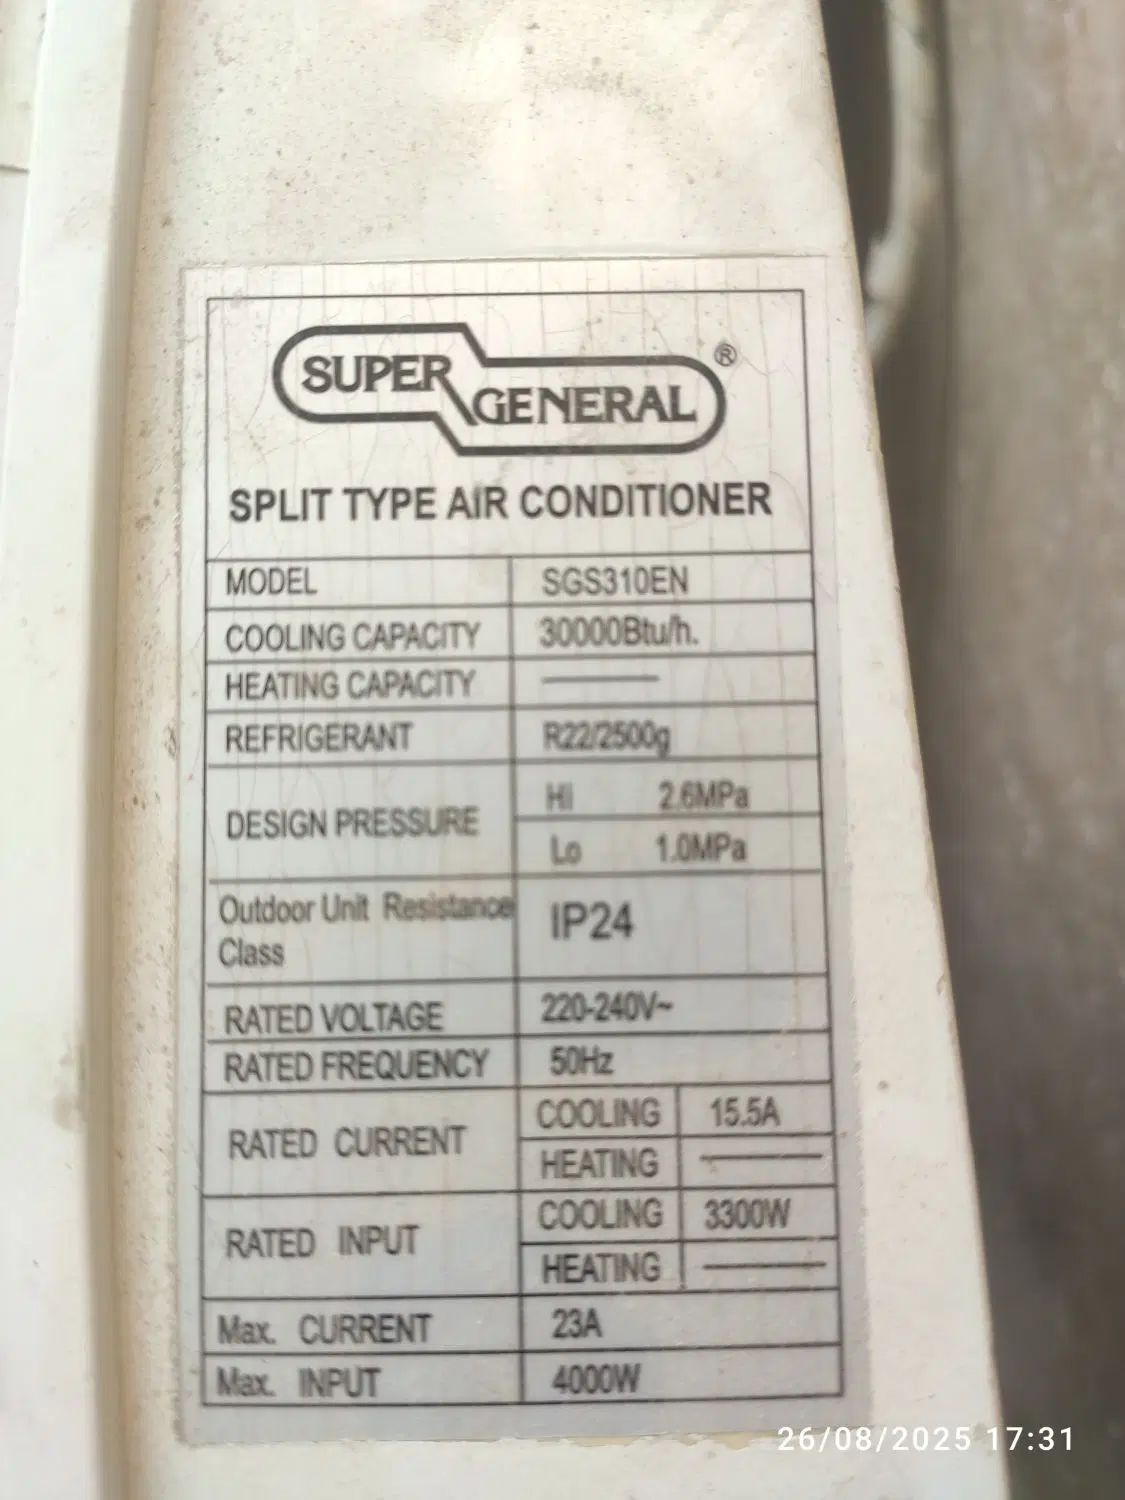 SUPER GENERAL ®
SPLIT TYPE AIR CONDITIONER
MODEL SGS310EN
COOLING CAPACITY 30000Btu/h.
HEATING CAPACITY ———
REFRIGERANT R22/2500g
DESIGN PRESSURE
Hi 2.6MPa
Lo 1.0MPa
Outdoor Unit Resistance
Class
IP24
RATED VOLTAGE 220-240V~
RATED FREQUENCY 50Hz
RATED CURRENT
COOLING 15.5A
HEATING ———
RATED INPUT
COOLING 3300W
HEATING ———
Max. CURRENT 23A
Max. INPUT 4000W
26/08/2025 17:31